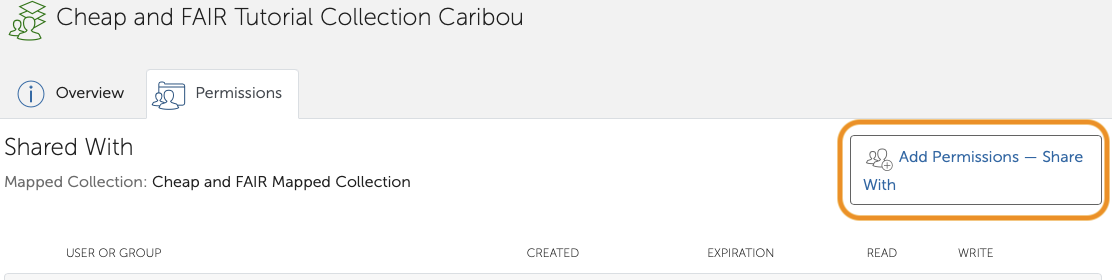 Cheap and FAIR Tutorial Collection Caribou
Overview
Permissions
Shared With
Mapped Collection: Cheap and FAIR Mapped Collection
Add Permissions — Share
With
USER OR GROUP CREATED EXPIRATION READ WRITE